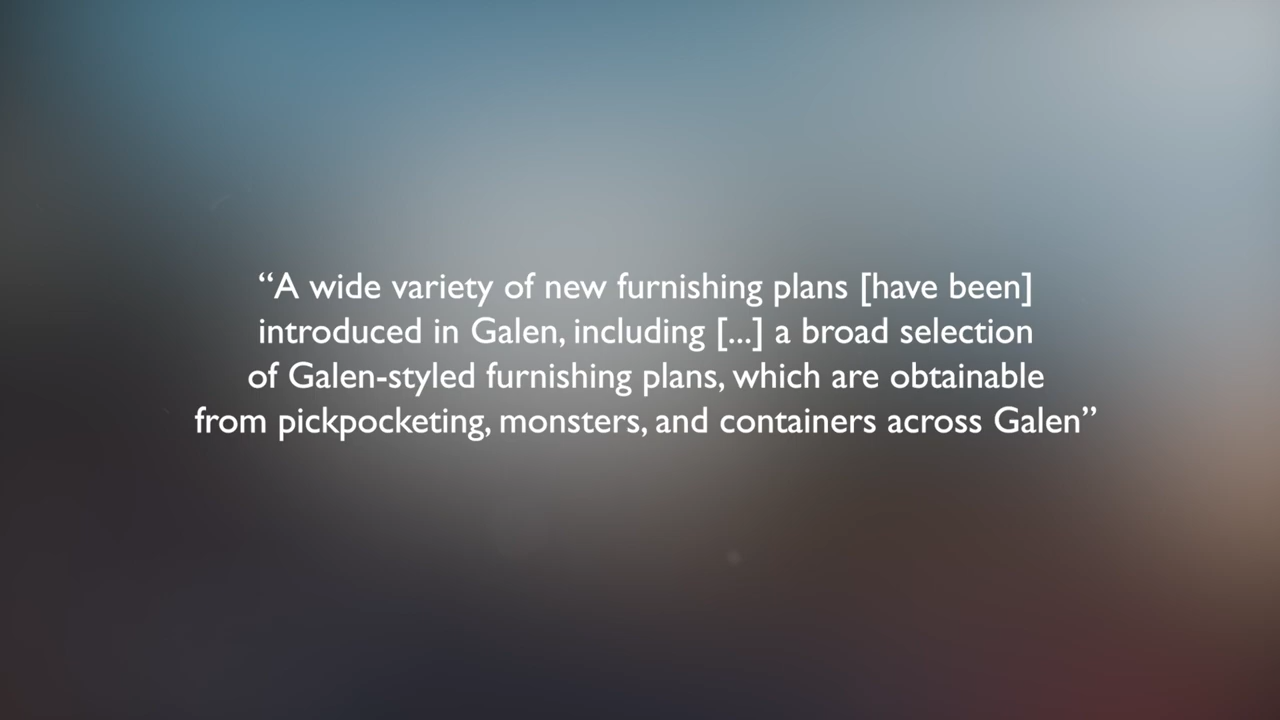 “A wide variety of new furnishing plans [have been]
introduced in Galen, including [...] a broad selection
of Galen-styled furnishing plans, which are obtainable
from pickpocketing, monsters, and containers across Galen”